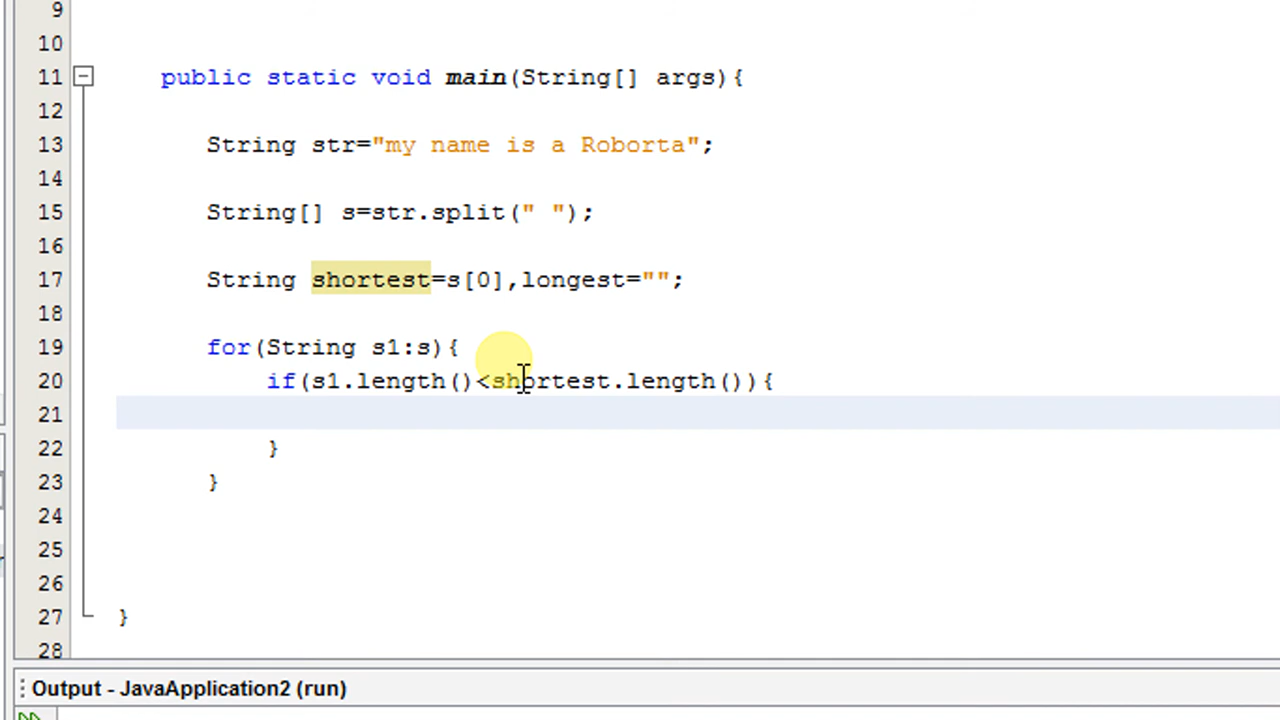 9
10
11 public static void main(String[] args){
12
13 String str="my name is a Roborta";
14
15 String[] s=str.split(" ");
16
17 String shortest=s[0],longest="";
18
19 for(String s1:s){
20 if(s1.length()<shortest.length()){
21
22 }
23 }
24
25
26
27 }
28
Output - JavaApplication2 (run)